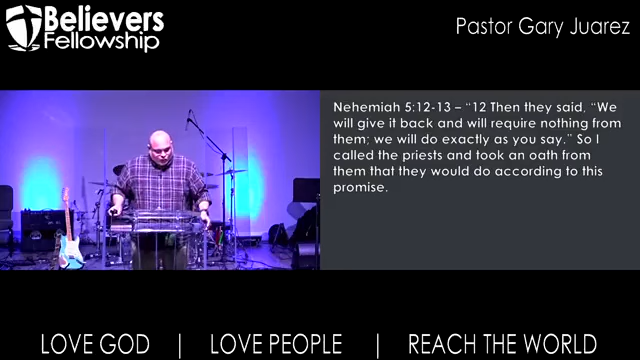 Believers
Fellowship
Pastor Gary Juarez
Nehemiah 5:12-13 – “12 Then they said, “We
will give it back and will require nothing from
them; we will do exactly as you say.” So I
called the priests and took an oath from
them that they would do according to this
promise.
LOVE GOD | LOVE PEOPLE | REACH THE WORLD